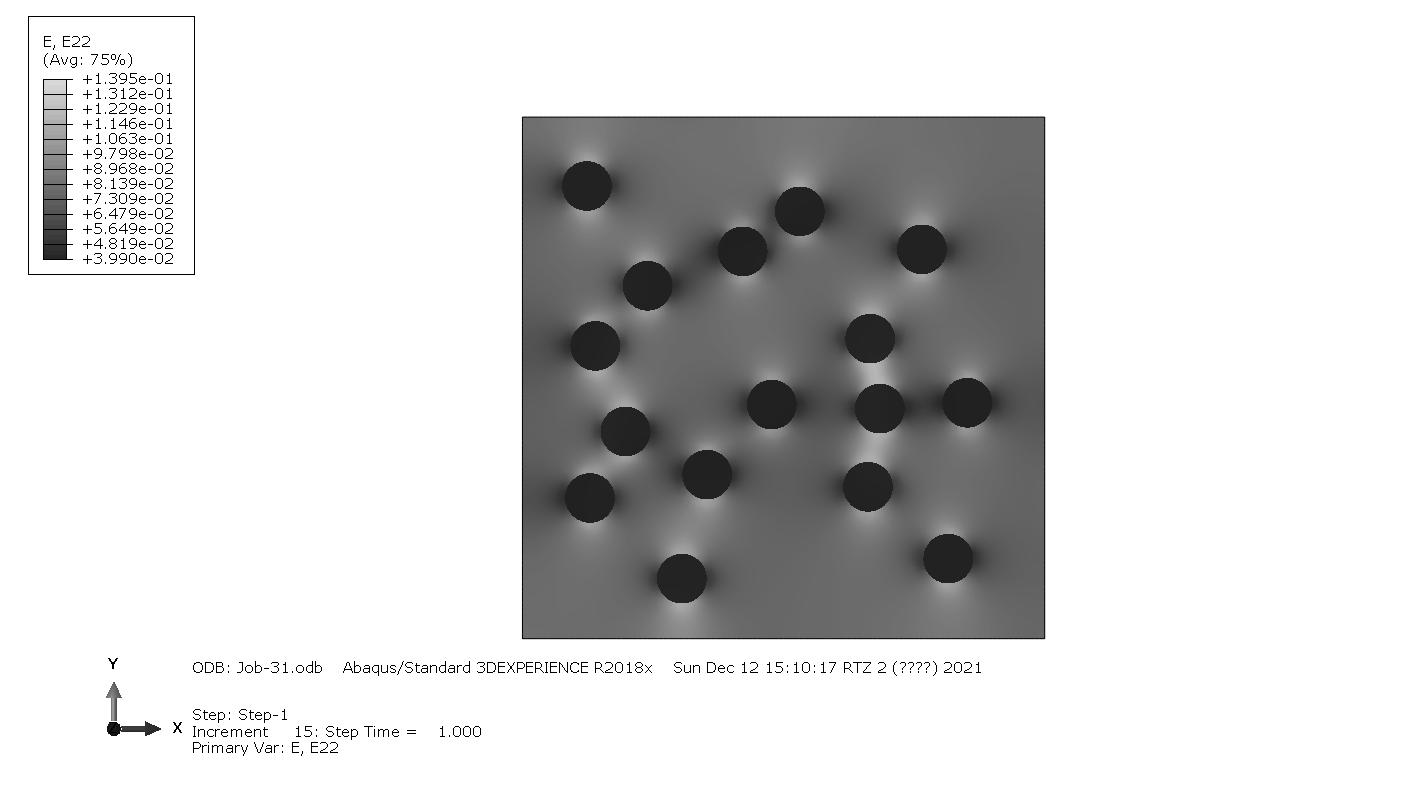 E, E22
(Avg: 75%)
+1.395e-01
+1.312e-01
+1.229e-01
+1.146e-01
+1.063e-01
+9.798e-02
+8.968e-02
+8.139e-02
+7.309e-02
+6.479e-02
+5.649e-02
+4.819e-02
+3.990e-02
Y
X
ODB: Job-31.odb Abaqus/Standard 3DEXPERIENCE R2018x Sun Dec 12 15:10:17 RTZ 2 (????) 2021
Step: Step-1
Increment 15: Step Time = 1.000
Primary Var: E, E22